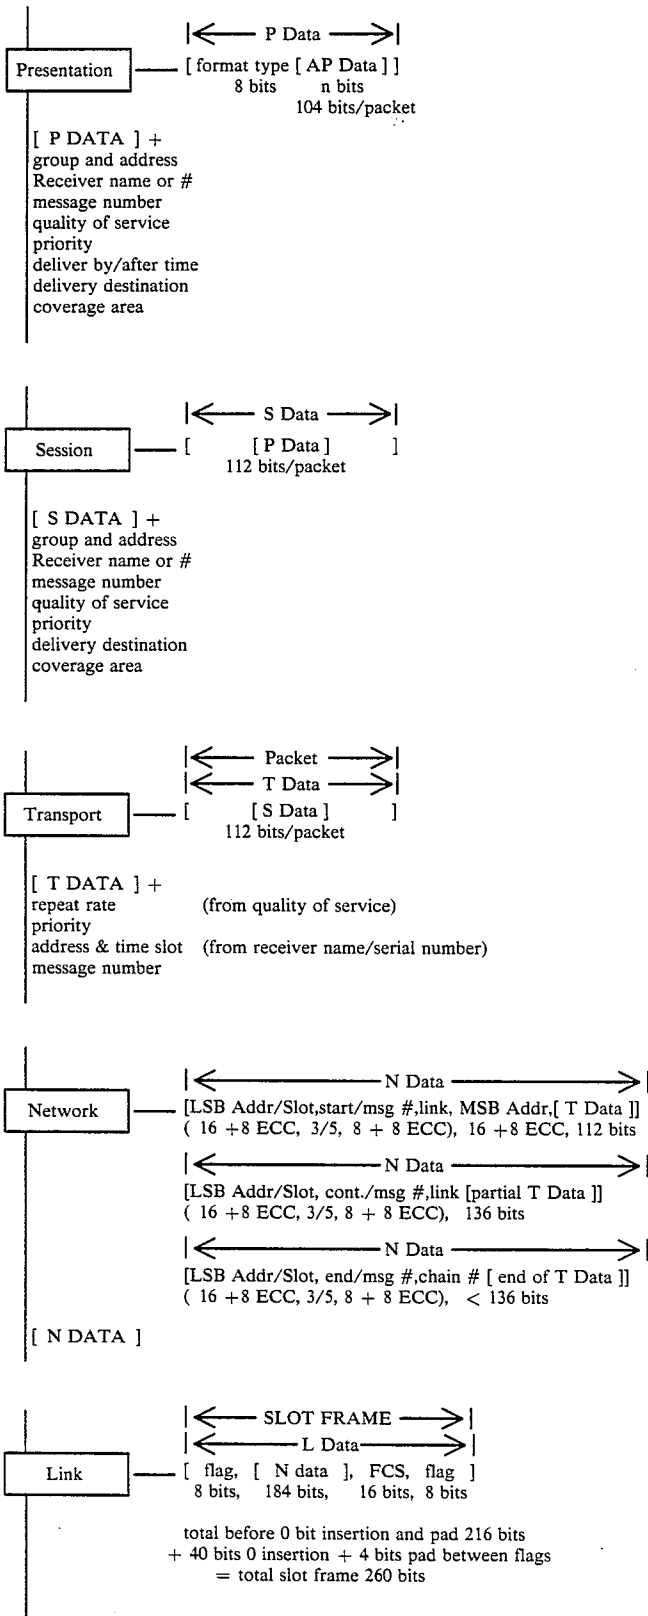 P Data
Presentation
[ format type [ AP Data ] ]
8 bits n bits
104 bits/packet
[ P DATA ] +
group and address
Receiver name or #
message number
quality of service
priority
deliver by/after time
delivery destination
coverage area
S Data
Session
[ [ P Data ] ]
112 bits/packet
[ S DATA ] +
group and address
Receiver name or #
message number
quality of service
priority
delivery destination
coverage area
Packet
T Data
Transport
[ [ S Data ] ]
112 bits/packet
[ T DATA ] +
repeat rate (from quality of service)
priority
address & time slot (from receiver name/serial number)
message number
N Data
Network
[LSB Addr/Slot,start/msg #,link, MSB Addr,[ T Data ]]
( 16 +8 ECC, 3/5, 8 + 8 ECC), 16 +8 ECC, 112 bits
N Data
[LSB Addr/Slot, cont./msg #,link [partial T Data ]]
( 16 +8 ECC, 3/5, 8 + 8 ECC), 136 bits
N Data
[LSB Addr/Slot, end/msg #,chain # [ end of T Data ]]
( 16 +8 ECC, 3/5, 8 + 8 ECC), < 136 bits
[ N DATA ]
SLOT FRAME
L Data
Link
[ flag, [ N data ], FCS, flag ]
8 bits, 184 bits, 16 bits, 8 bits
total before 0 bit insertion and pad 216 bits
+ 40 bits 0 insertion + 4 bits pad between flags
= total slot frame 260 bits